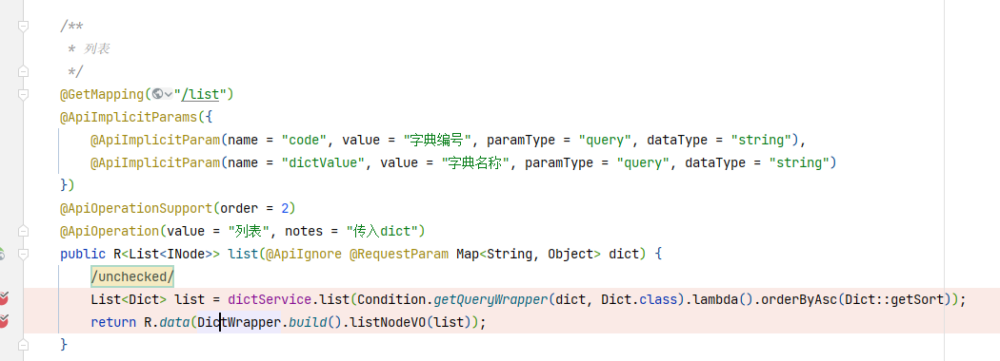 /**
 * 列表
 */
@GetMapping("/list")
@ApiImplicitParams({
    @ApiImplicitParam(name = "code", value = "字典编号", paramType = "query", dataType = "string"),
    @ApiImplicitParam(name = "dictValue", value = "字典名称", paramType = "query", dataType = "string")
})
@ApiOperationSupport(order = 2)
@ApiOperation(value = "列表", notes = "传入dict")
public R<List<INode>> list(@ApiIgnore @RequestParam Map<String, Object> dict) {
    /unchecked/
    List<Dict> list = dictService.list(Condition.getQueryWrapper(dict, Dict.class).lambda().orderByAsc(Dict::getSort));
    return R.data(DictWrapper.build().listNodeVO(list));
}